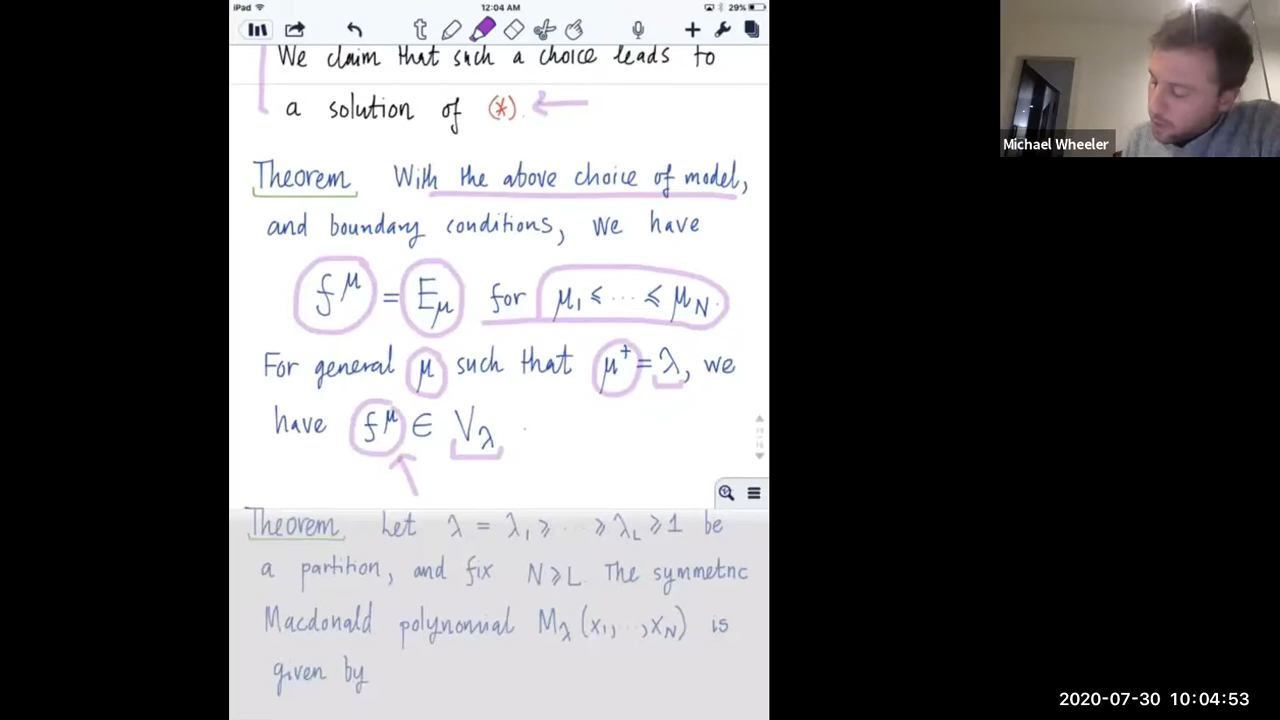 iPad 12:04 AM 29%
We claim that such a choice leads to
a solution of (*).
Theorem With the above choice of model,
and boundary conditions, we have
f^μ = E_μ for μ_1 ≤ ··· ≤ μ_N.
For general μ such that μ^+ = λ, we
have f^μ ∈ V_λ.
Theorem Let λ = λ_1 ≥ ··· ≥ λ_L ≥ 1 be
a partition, and fix N ≥ L. The symmetric
Macdonald polynomial M_λ (x_1, ..., x_N) is
given by
Michael Wheeler
2020-07-30 10:04:53